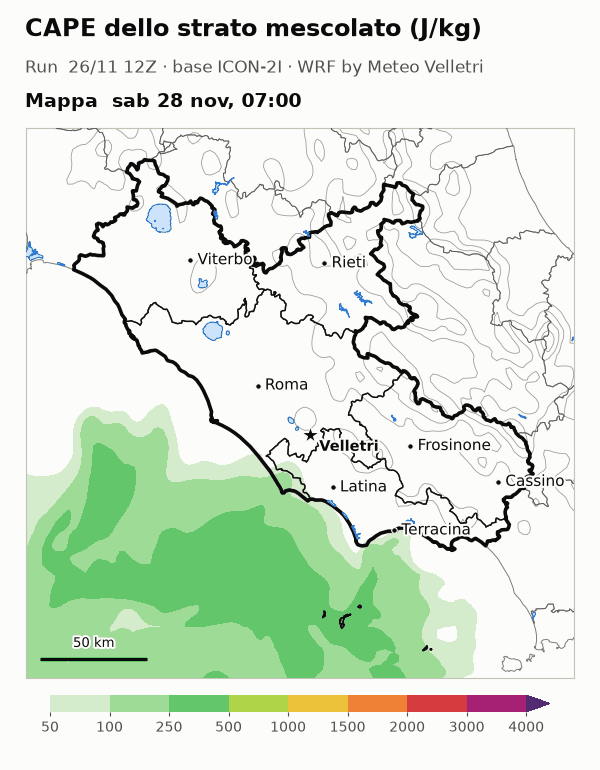 CAPE dello strato mescolato (J/kg)
Run  26/11 12Z · base ICON-2I · WRF by Meteo Velletri
Mappa  sab 28 nov, 07:00
Viterbo
Rieti
Roma
Velletri
Frosinone
Cassino
Latina
Terracina
50 km
50 100 250 500 1000 1500 2000 3000 4000